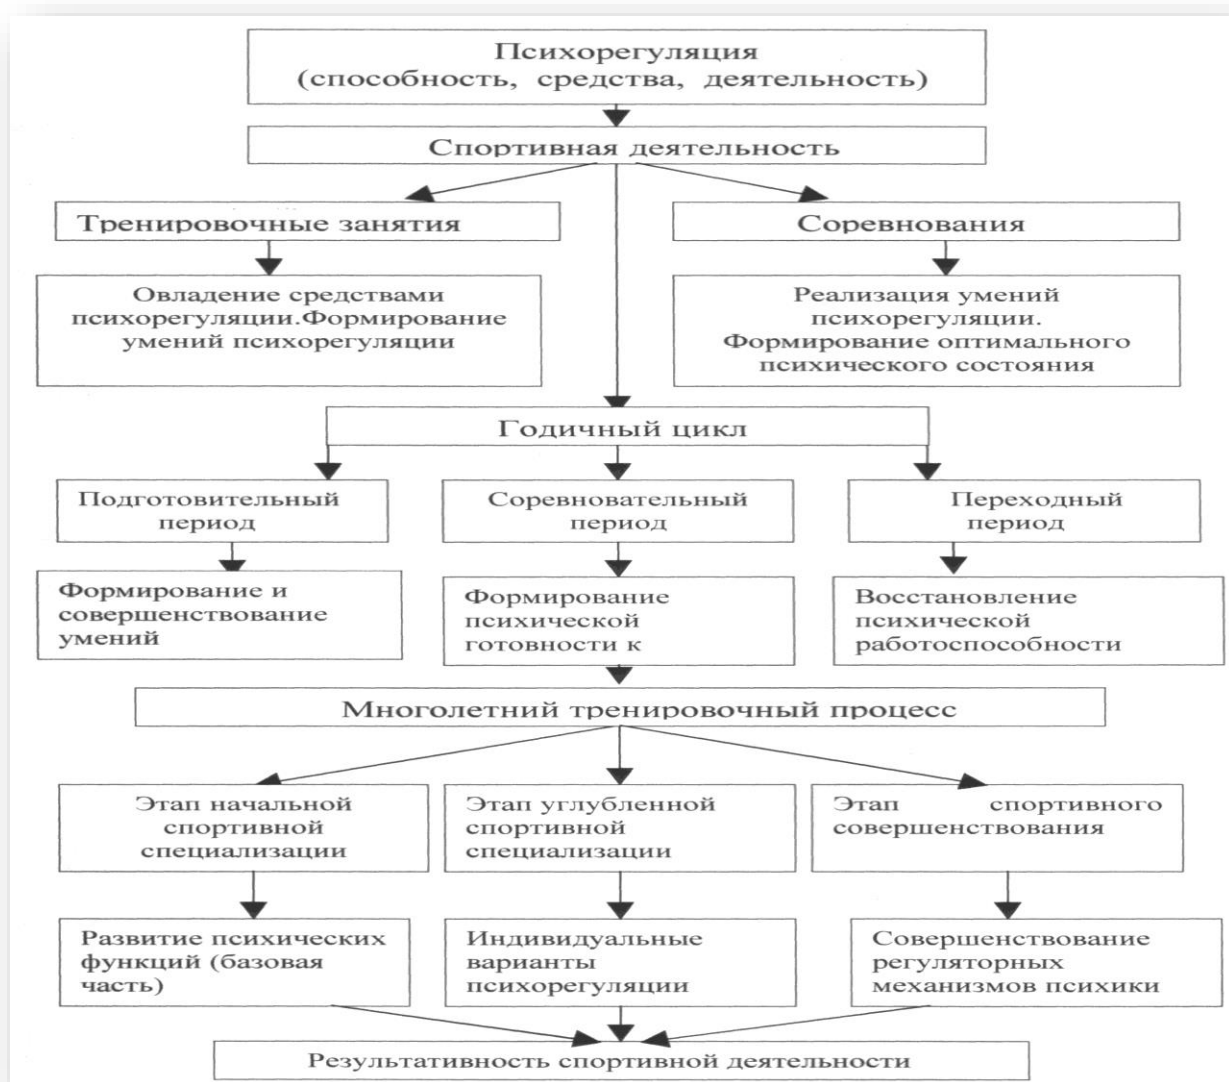 Психорегуляция
(способность, средства, деятельность)
Спортивная деятельность
Тренировочные занятия
Соревнования
Овладение средствами
психорегуляции.Формирование
умений психорегуляции
Реализация умений
психорегуляции.
Формирование оптимального
психического состояния
Годичный цикл
Подготовительный
период
Соревновательный
период
Переходный
период
Формирование и
совершенствование
умений
Формирование
психической
готовности к
Восстановление
психической
работоспособности
Многолетний тренировочный процесс
Этап начальной
спортивной
специализации
Этап углубленной
спортивной
специализации
Этап спортивного
совершенствования
Развитие психических
функций (базовая
часть)
Индивидуальные
варианты
психорегуляции
Совершенствование
регуляторных
механизмов психики
Результативность спортивной деятельности